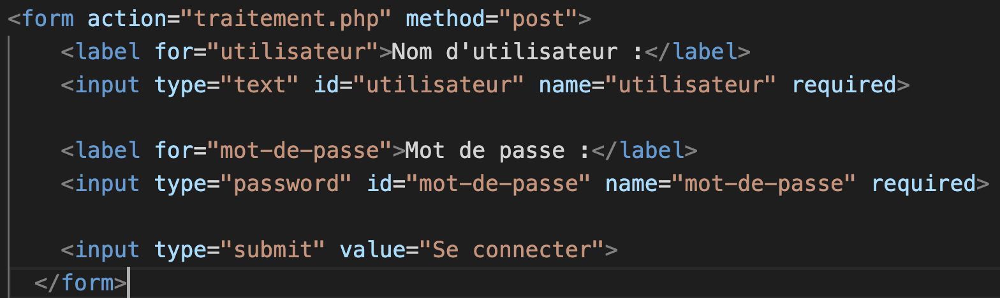 <form action="traitement.php" method="post">
<label for="utilisateur">Nom d'utilisateur :</label>
<input type="text" id="utilisateur" name="utilisateur" required>
<label for="mot-de-passe">Mot de passe :</label>
<input type="password" id="mot-de-passe" name="mot-de-passe" required>
<input type="submit" value="Se connecter">
</form>